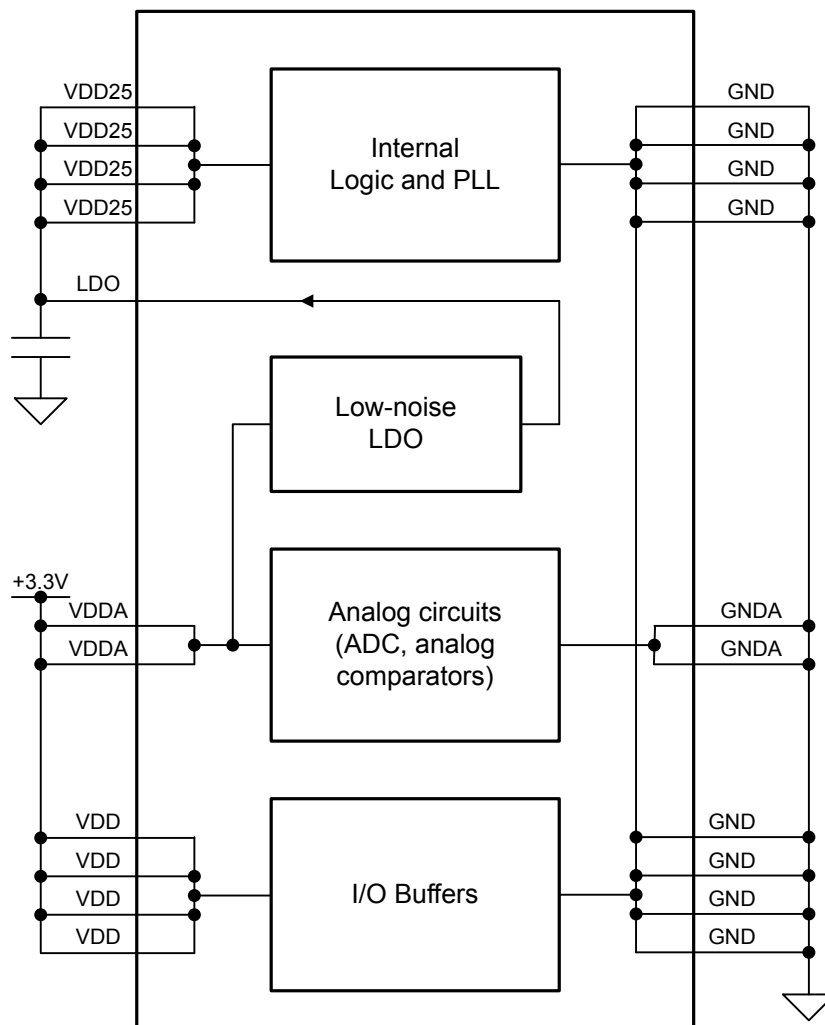 VDD25
VDD25
VDD25
VDD25
Internal
Logic and PLL
GND
GND
GND
GND
LDO
Low-noise
LDO
+3.3V
VDDA
VDDA
Analog circuits
(ADC, analog
comparators)
GNDA
GNDA
VDD
VDD
VDD
VDD
I/O Buffers
GND
GND
GND
GND